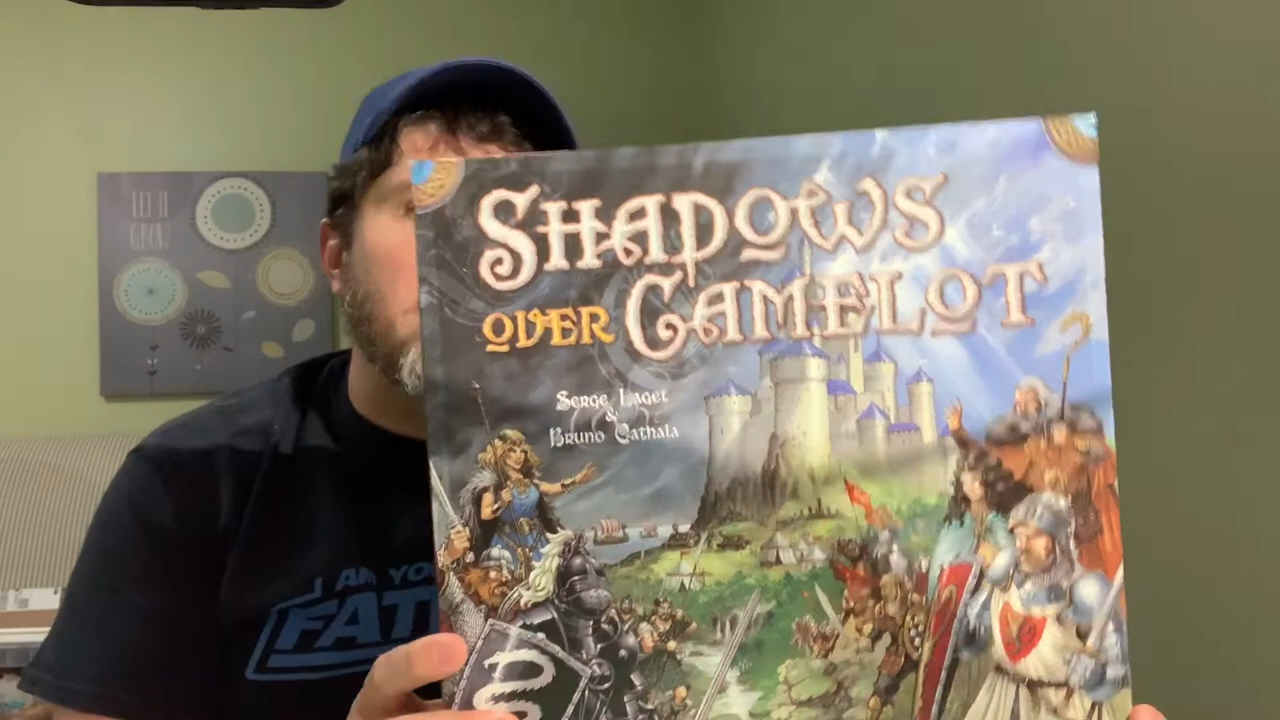 LET IT
GROW
SHADOWS
OVER CAMELOT
Serge Laget
&
Bruno Cathala
I AM YO
FAT